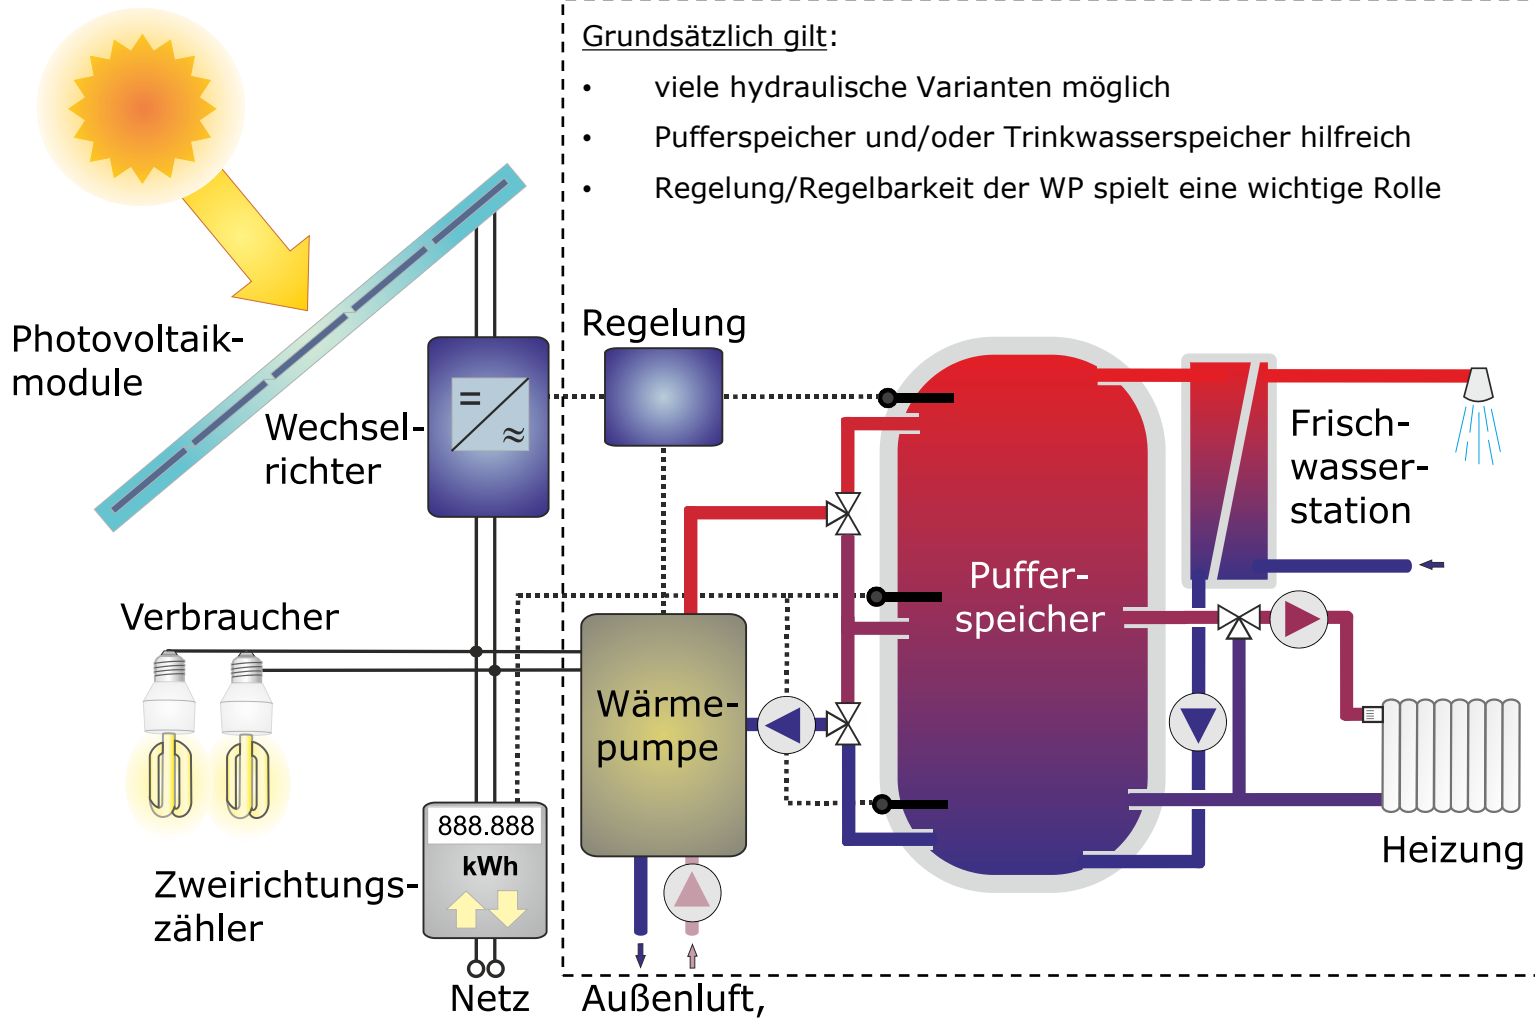 Grundsätzlich gilt:
• viele hydraulische Varianten möglich
• Pufferspeicher und/oder Trinkwasserspeicher hilfreich
• Regelung/Regelbarkeit der WP spielt eine wichtige Rolle
Photovoltaik-
module
Wechsel-
richter
=
≈
Regelung
Frisch-
wasser-
station
Puffer-
speicher
Verbraucher
Wärme-
pumpe
Heizung
888.888
kWh
Zweirichtungs-
zähler
Netz
Außenluft,